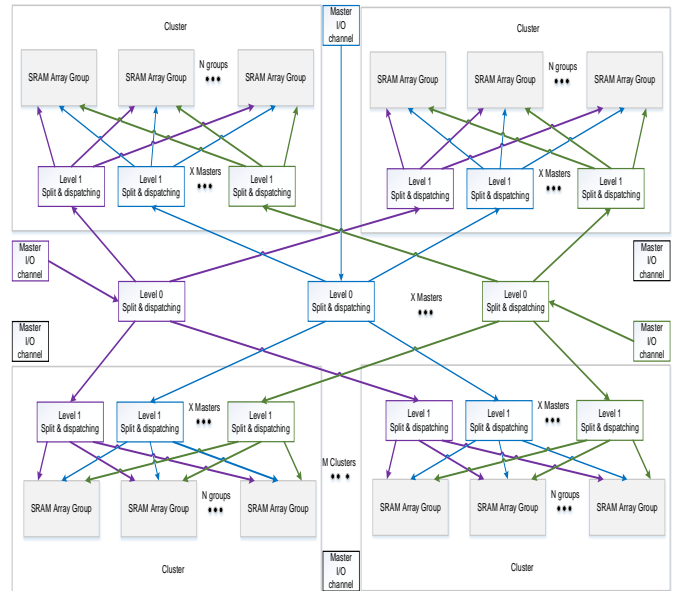 Cluster
Master
I/O
channel
Cluster
N groups
SRAM Array Group
SRAM Array Group
SRAM Array Group
N groups
SRAM Array Group
SRAM Array Group
SRAM Array Group
Level 1
Split & dispatching
Level 1
Split & dispatching
X Masters
Level 1
Split & dispatching
Level 1
Split & dispatching
Level 1
Split & dispatching
X Masters
Level 1
Split & dispatching
Master
I/O
channel
Master
I/O
channel
Level 0
Split & dispatching
Level 0
Split & dispatching
X Masters
Level 0
Split & dispatching
Master
I/O
channel
Master
I/O
channel
Level 1
Split & dispatching
Level 1
Split & dispatching
X Masters
Level 1
Split & dispatching
Level 1
Split & dispatching
Level 1
Split & dispatching
X Masters
Level 1
Split & dispatching
M Clusters
SRAM Array Group
SRAM Array Group
N groups
SRAM Array Group
SRAM Array Group
SRAM Array Group
N groups
SRAM Array Group
Cluster
Master
I/O
channel
Cluster